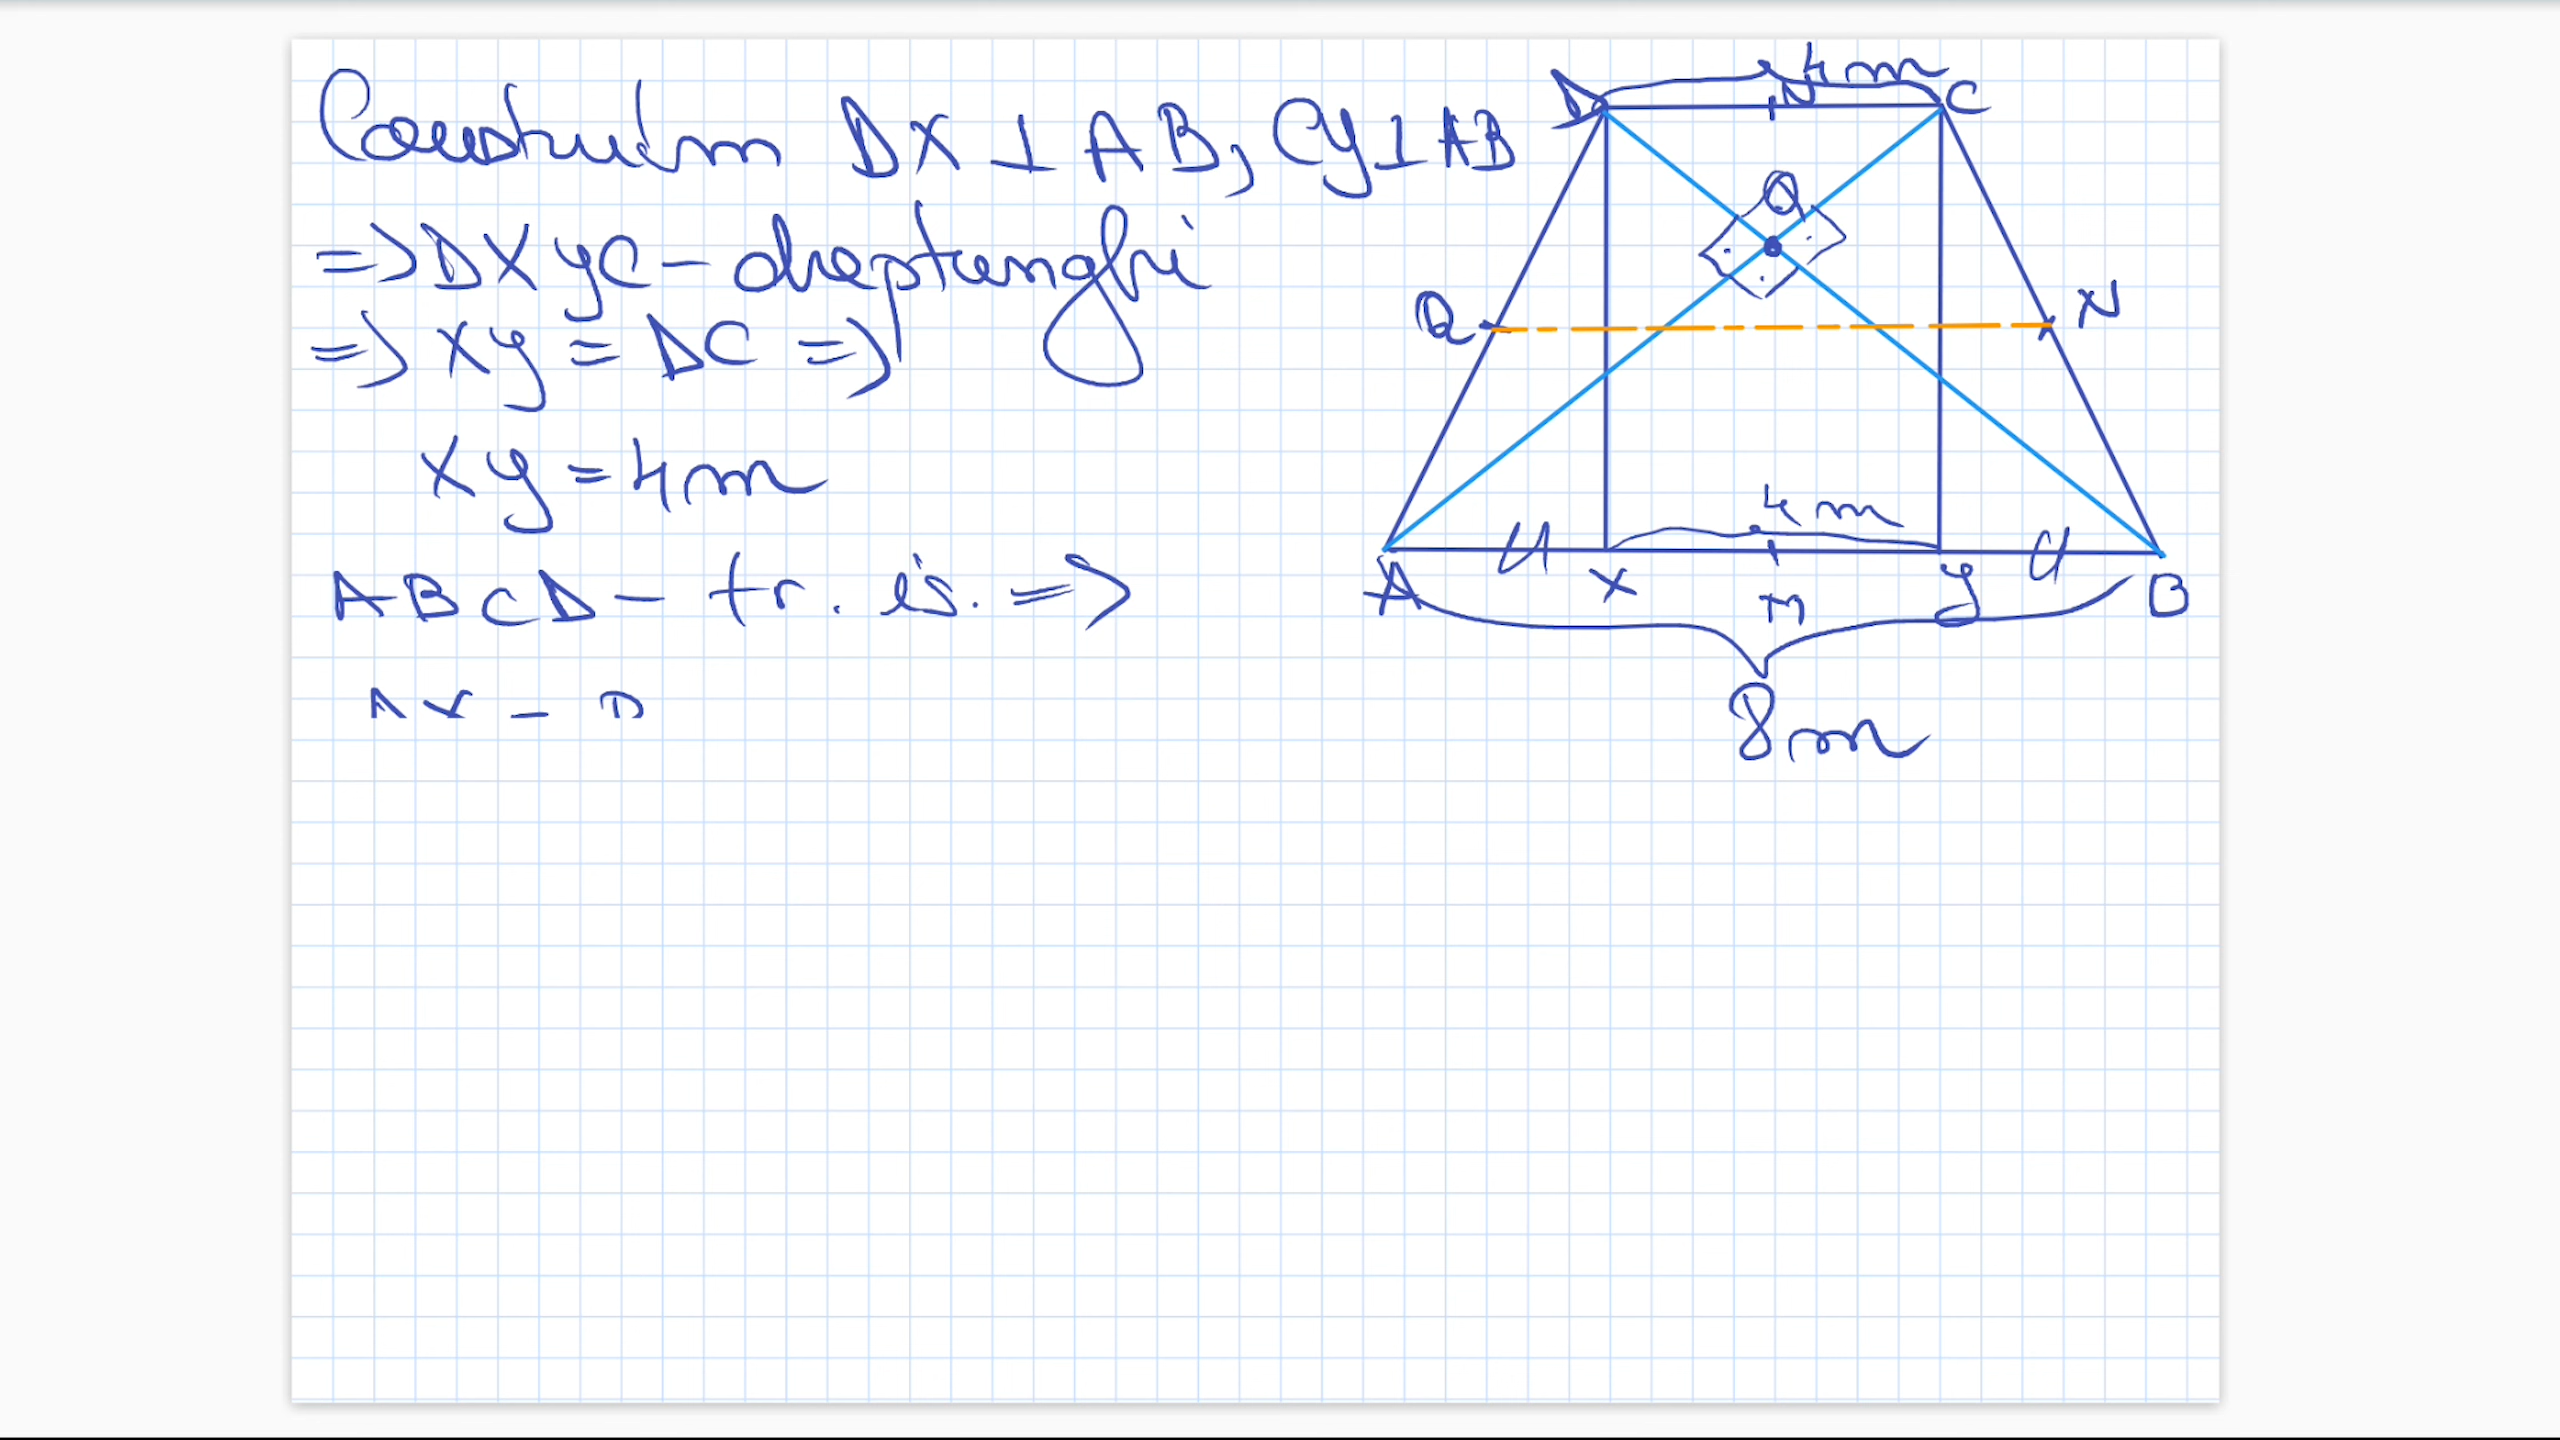 Construim DX ⊥ AB, CY ⊥ AB
=> DXYC - dreptunghi
=> XY = DC =>
XY = 4m
ABCD - tr. is. =>
D
4m
N
C
O
Q
N
4m
A
X
M
Y
B
8m